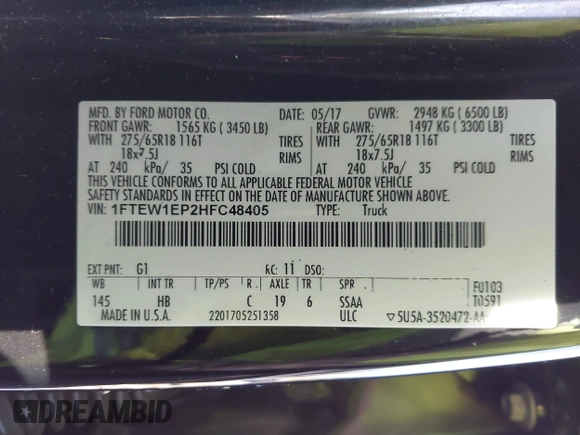 MFD. BY FORD MOTOR CO. DATE: 05/17 GVWR: 2948 KG (6500 LB)
FRONT GAWR: 1565 KG (3450 LB) REAR GAWR: 1497 KG (3300 LB)
WITH 275/65R18 116T TIRES WITH 275/65R18 116T TIRES
18x7.5J RIMS 18x7.5J RIMS
AT 240 kPa/ 35 PSI COLD AT 240 kPa/ 35 PSI COLD
THIS VEHICLE CONFORMS TO ALL APPLICABLE FEDERAL MOTOR VEHICLE
SAFETY STANDARDS IN EFFECT ON THE DATE OF MANUFACTURE SHOWN ABOVE.
VIN: 1FTEW1EP2HFC48405 TYPE: Truck
EXT PNT: G1 RC: 11 DSO: F0103
WB INT TR TP/PS R AXLE TR SPR T0591
145 HB C 19 6 SSAA
MADE IN U.S.A. 2201705251358 ULC ▽5U5A-3520472-AA
DREAMBID